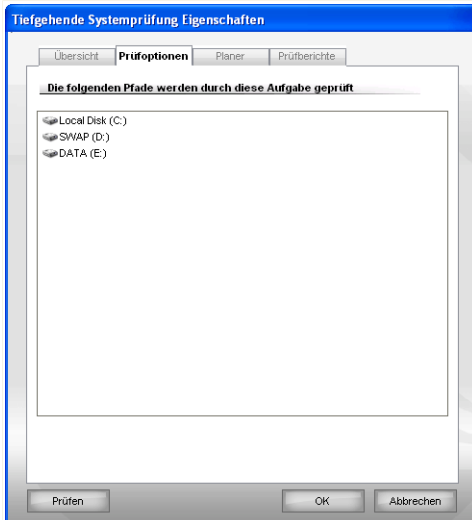 Tiefgehende Systemprüfung Eigenschaften
Übersicht Prüfoptionen Planer Prüfberichte
Die folgenden Pfade werden durch diese Aufgabe geprüft
Local Disk (C:)
SWAP (D:)
DATA (E:)
Prüfen OK Abbrechen